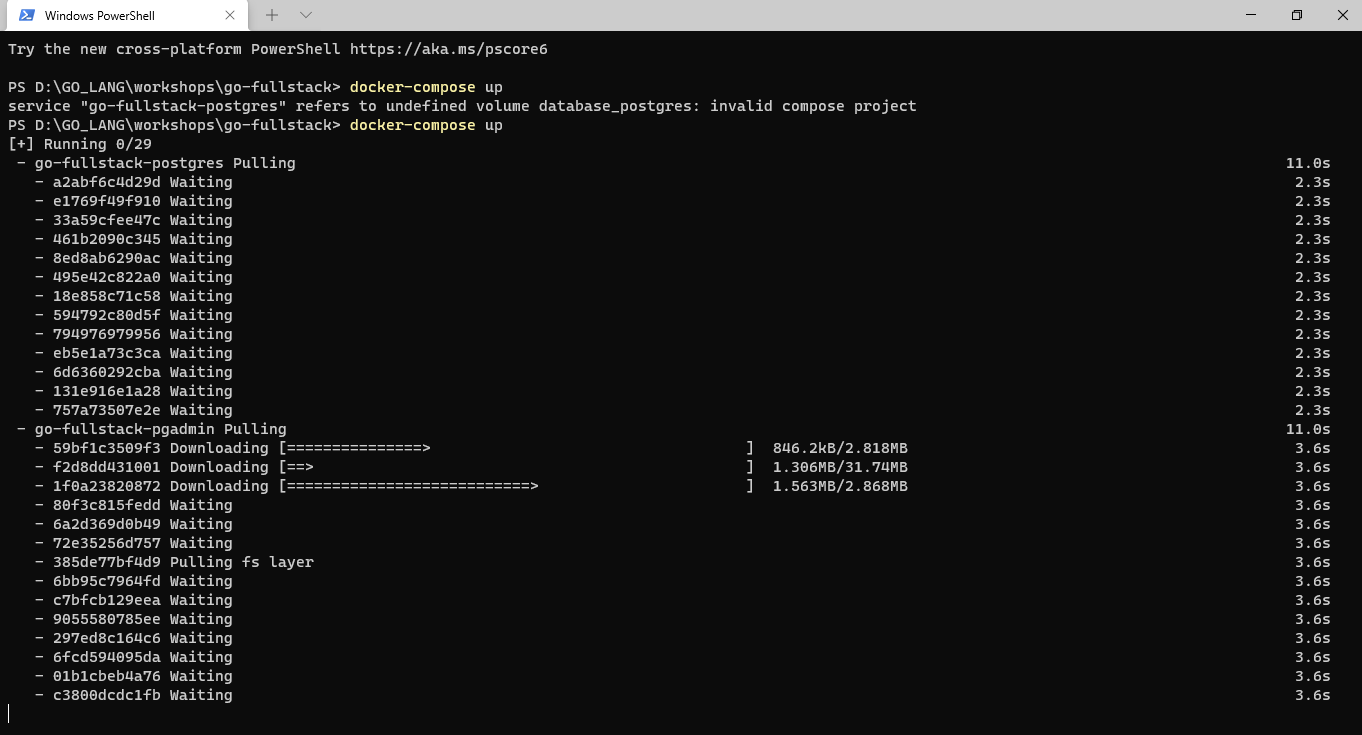 Windows PowerShell
Try the new cross-platform PowerShell https://aka.ms/pscore6
PS D:\GO_LANG\workshops\go-fullstack> docker-compose up
service "go-fullstack-postgres" refers to undefined volume database_postgres: invalid compose project
PS D:\GO_LANG\workshops\go-fullstack> docker-compose up
[+] Running 0/29
- go-fullstack-postgres Pulling 11.0s
- a2abf6c4d29d Waiting 2.3s
- e1769f49f910 Waiting 2.3s
- 33a59cfee47c Waiting 2.3s
- 461b2090c345 Waiting 2.3s
- 8ed8ab6290ac Waiting 2.3s
- 495e42c822a0 Waiting 2.3s
- 18e858c71c58 Waiting 2.3s
- 594792c80d5f Waiting 2.3s
- 794976979956 Waiting 2.3s
- eb5e1a73c3ca Waiting 2.3s
- 6d6360292cba Waiting 2.3s
- 131e916e1a28 Waiting 2.3s
- 757a73507e2e Waiting 2.3s
- go-fullstack-pgadmin Pulling 11.0s
- 59bf1c3509f3 Downloading [===============> ] 846.2kB/2.818MB 3.6s
- f2d8dd431001 Downloading [==> ] 1.306MB/31.74MB 3.6s
- 1f0a23820872 Downloading [===========================> ] 1.563MB/2.868MB 3.6s
- 80f3c815fedd Waiting 3.6s
- 6a2d369d0b49 Waiting 3.6s
- 72e35256d757 Waiting 3.6s
- 385de77bf4d9 Pulling fs layer 3.6s
- 6bb95c7964fd Waiting 3.6s
- c7bfcb129eea Waiting 3.6s
- 9055580785ee Waiting 3.6s
- 297ed8c164c6 Waiting 3.6s
- 6fcd594095da Waiting 3.6s
- 01b1cbeb4a76 Waiting 3.6s
- c3800dcdc1fb Waiting 3.6s